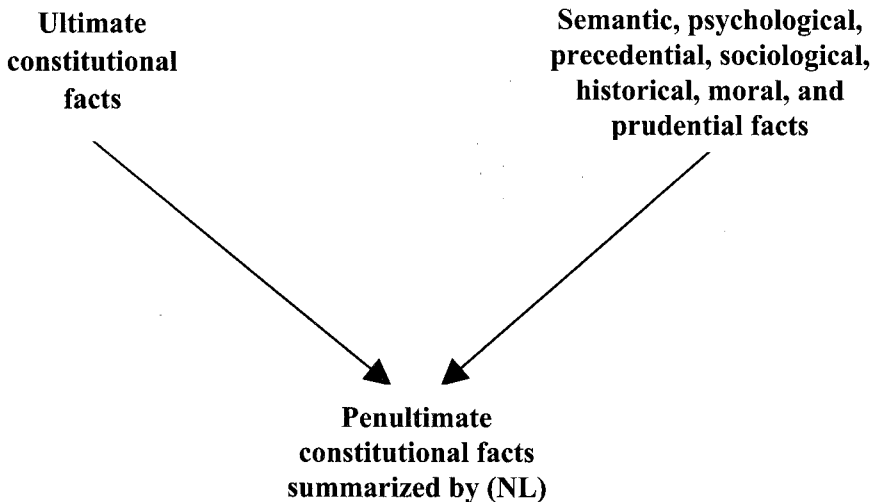 Ultimate
constitutional
facts
Semantic, psychological,
precedential, sociological,
historical, moral, and
prudential facts
Penultimate
constitutional facts
summarized by (NL)